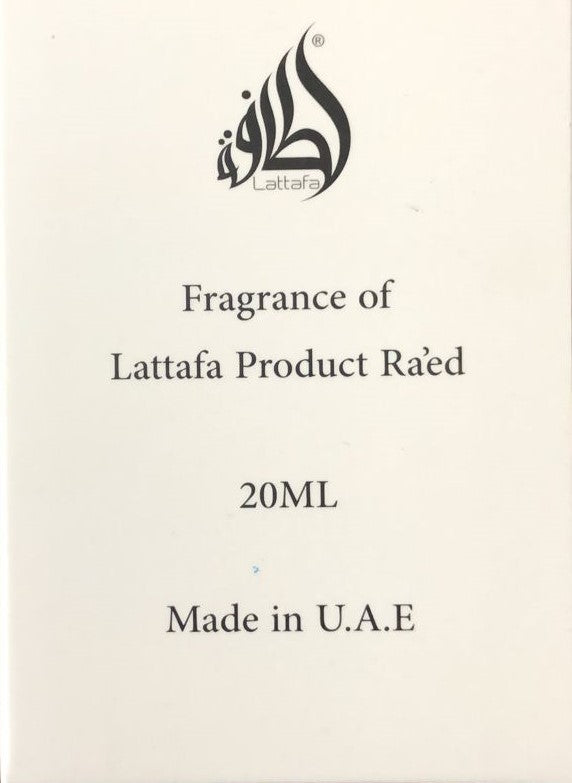 لطافة
®
Lattafa
Fragrance of
Lattafa Product Ra'ed
20ML
Made in U.A.E